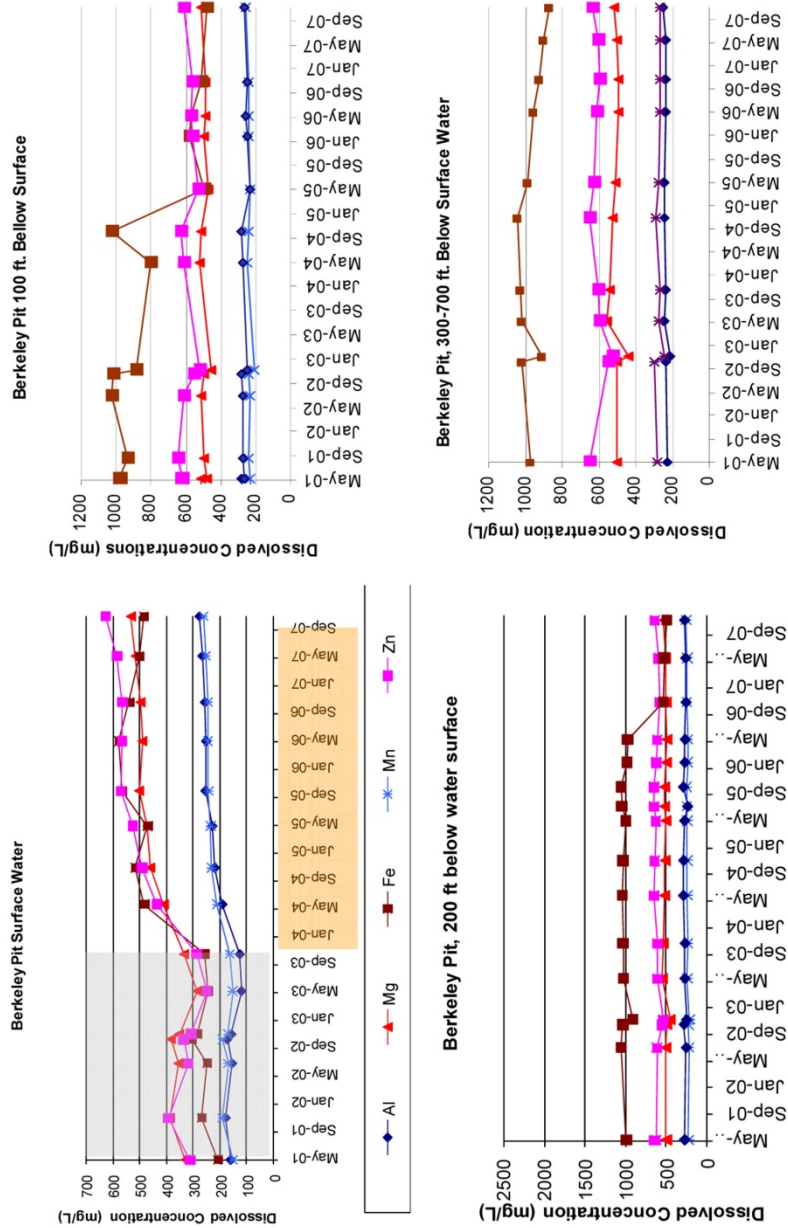 Berkeley Pit Surface Water
Dissolved Concentration (mg/L)
700
600
500
400
300
200
100
0
May-01
Sep-01
Jan-02
May-02
Sep-02
Jan-03
May-03
Sep-03
Jan-04
May-04
Sep-04
Jan-05
May-05
Sep-05
Jan-06
May-06
Sep-06
Jan-07
May-07
Sep-07
Al Mg Fe Mn Zn
Berkeley Pit 100 ft. Bellow Surface
Dissolved Concentrations (mg/L)
1200
1000
800
600
400
200
0
May-01
Sep-01
Jan-02
May-02
Sep-02
Jan-03
May-03
Sep-03
Jan-04
May-04
Sep-04
Jan-05
May-05
Sep-05
Jan-06
May-06
Sep-06
Jan-07
May-07
Sep-07
Berkeley Pit, 200 ft below water surface
Dissolved Concentration (mg/L)
2500
2000
1500
1000
500
0
May-...
Sep-01
Jan-02
May-...
Sep-02
Jan-03
May-...
Sep-03
Jan-04
May-...
Sep-04
Jan-05
May-...
Sep-05
Jan-06
May-...
Sep-06
Jan-07
May-...
Sep-07
Berkeley Pit, 300-700 ft. Below Surface Water
Dissolved Concentration (mg/L)
1200
1000
800
600
400
200
0
May-01
Sep-01
Jan-02
May-02
Sep-02
Jan-03
May-03
Sep-03
Jan-04
May-04
Sep-04
Jan-05
May-05
Sep-05
Jan-06
May-06
Sep-06
Jan-07
May-07
Sep-07